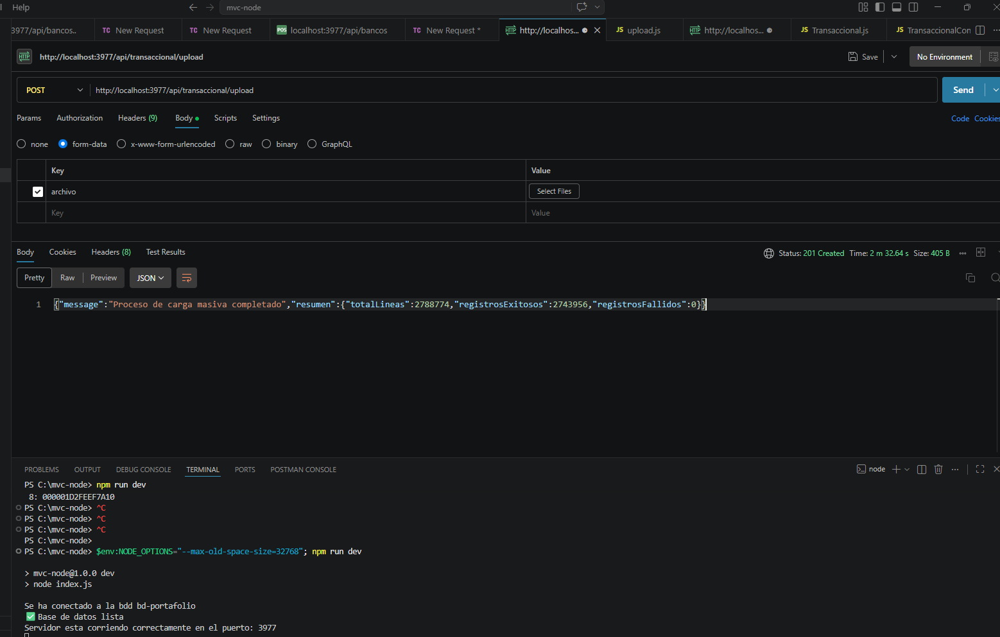 Help
mvc-node
3977/api/bancos..
TC New Request
TC New Request
POS localhost:3977/api/bancos
TC New Request *
HTTP http://localhos...
JS upload.js
HTTP http://localhos...
JS Transaccional.js
JS TransaccionalCon
HTTP http://localhost:3977/api/transaccional/upload
Save
No Environment
POST
http://localhost:3977/api/transaccional/upload
Send
Params Authorization Headers (9) Body Scripts Settings
Code Cookies
none form-data x-www-form-urlencoded raw binary GraphQL
Key Value
archivo Select Files
Key Value
Body Cookies Headers (8) Test Results
Status: 201 Created Time: 2 m 32.64 s Size: 405 B
Pretty Raw Preview JSON
1 {"message":"Proceso de carga masiva completado","resumen":{"totalLineas":2788774,"registrosExitosos":2743956,"registrosFallidos":0}}
PROBLEMS OUTPUT DEBUG CONSOLE TERMINAL PORTS POSTMAN CONSOLE
node
PS C:\mvc-node> npm run dev
8: 000001D2FEEF7A10
PS C:\mvc-node> ^C
PS C:\mvc-node> ^C
PS C:\mvc-node> ^C
PS C:\mvc-node>
PS C:\mvc-node> $env:NODE_OPTIONS="--max-old-space-size=32768"; npm run dev
> mvc-node@1.0.0 dev
> node index.js
Se ha conectado a la bdd bd-portafolio
✅ Base de datos lista
Servidor esta corriendo correctamente en el puerto: 3977